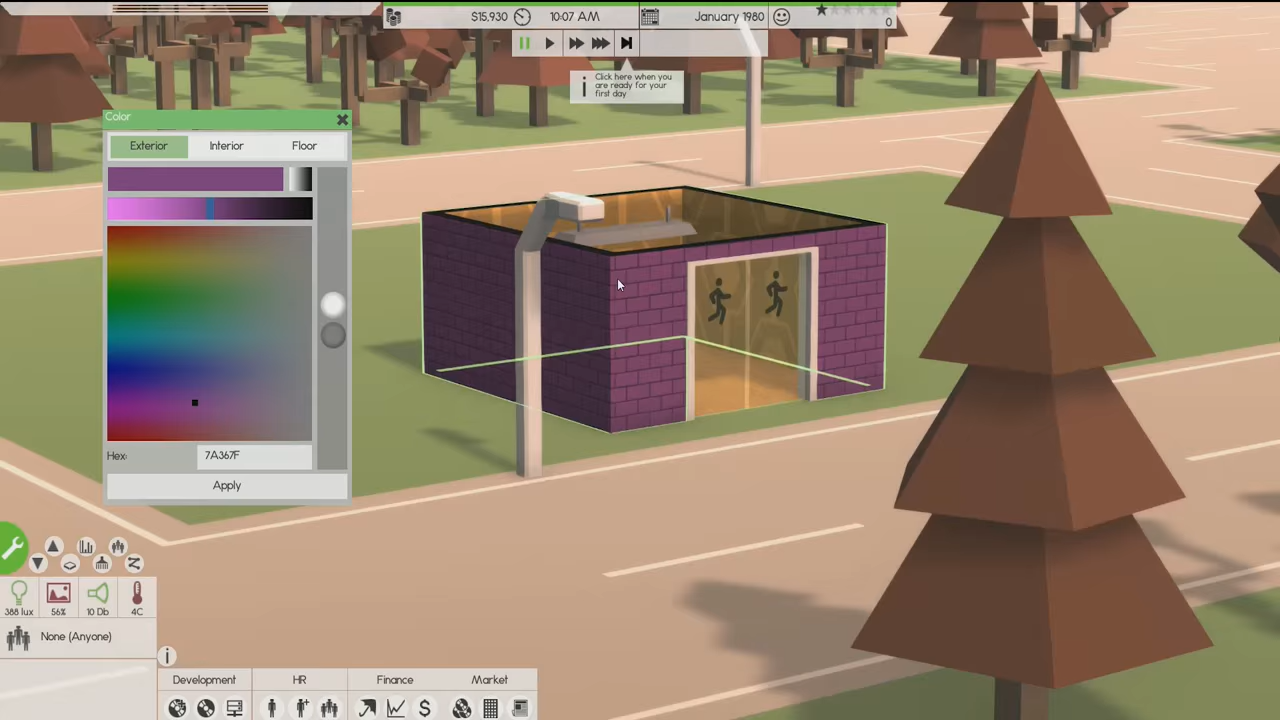 $15,930
10:07 AM
January 1980
0
Click here when you
are ready for your
first day
Color
Exterior
Interior
Floor
Hex:
7A367F
Apply
388 lux
56%
10 Db
4C
None (Anyone)
Development
HR
Finance
Market